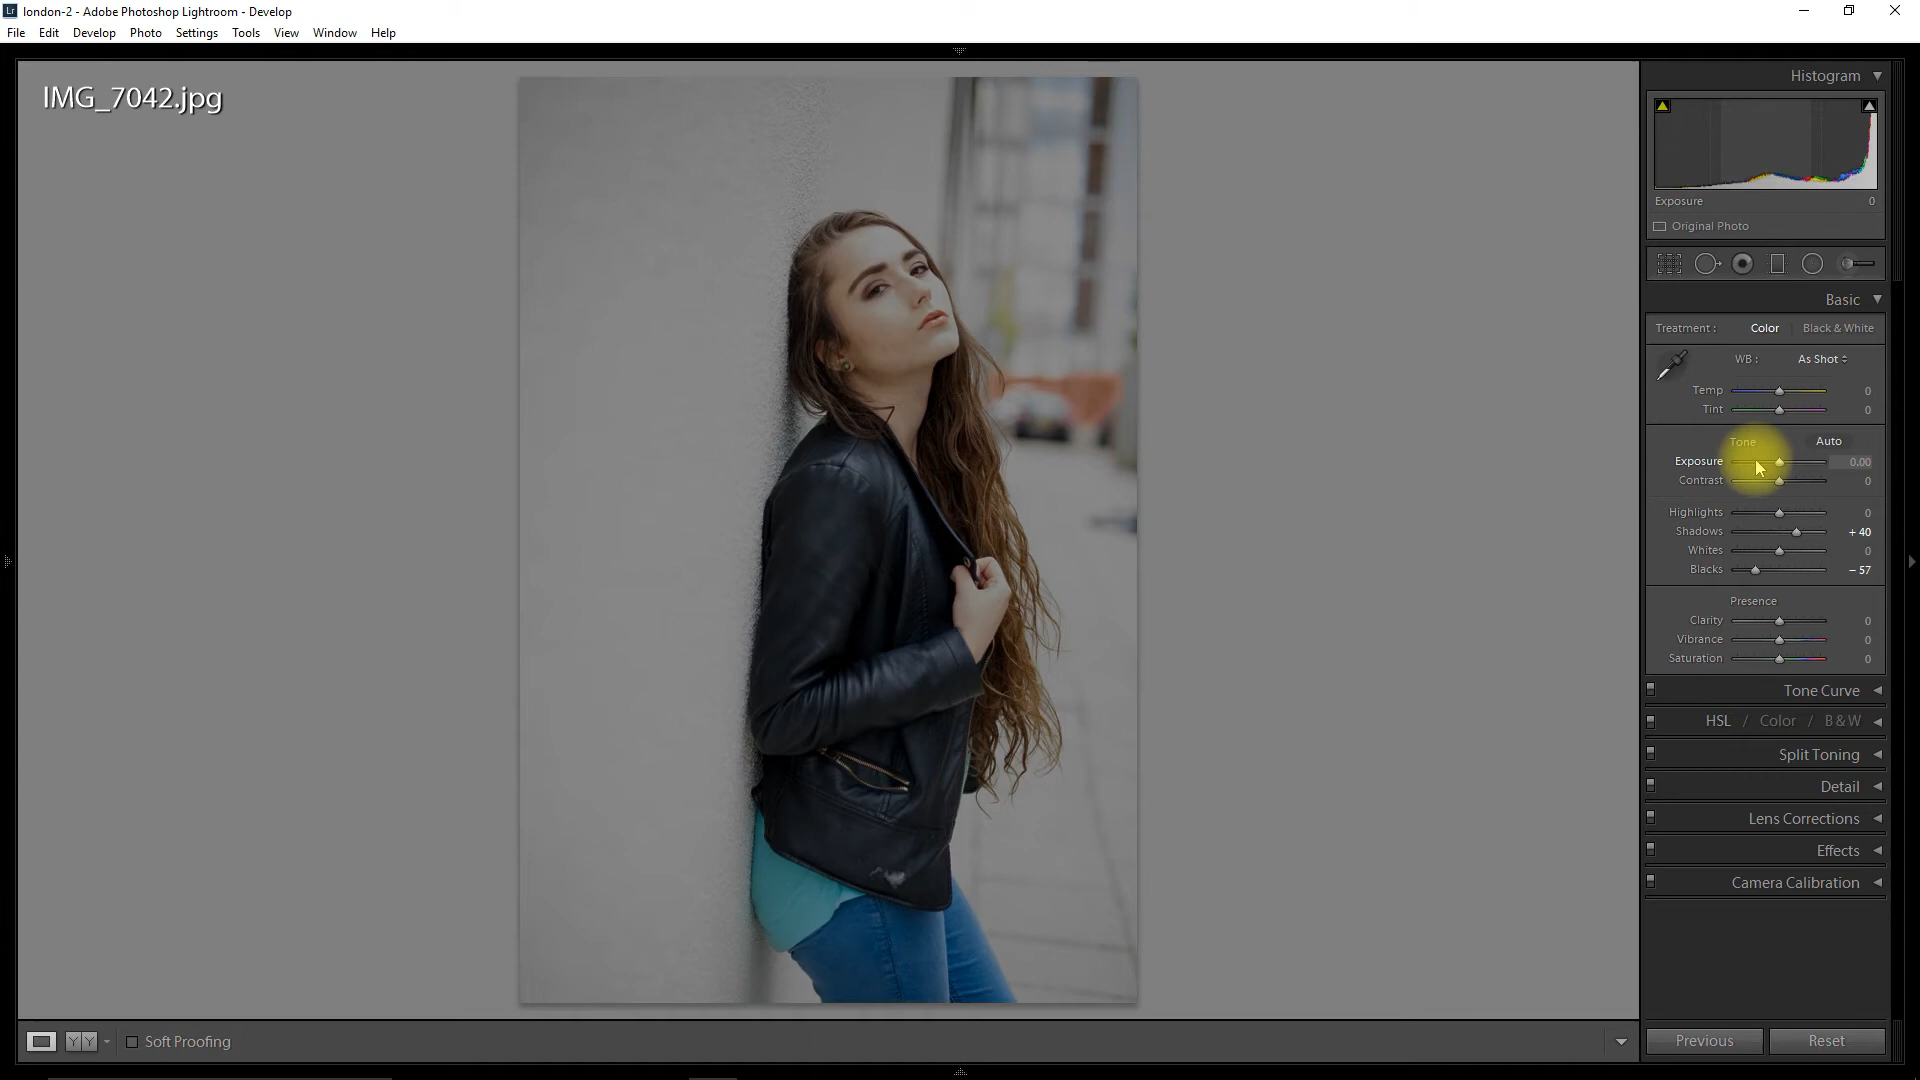 london-2 - Adobe Photoshop Lightroom - Develop
File Edit Develop Photo Settings Tools View Window Help
IMG_7042.jpg
Histogram
Exposure 0
Original Photo
Basic
Treatment : Color Black & White
WB : As Shot
Temp 0
Tint 0
Tone Auto
Exposure 0.00
Contrast 0
Highlights 0
Shadows + 40
Whites 0
Blacks – 57
Presence
Clarity 0
Vibrance 0
Saturation 0
Tone Curve
HSL / Color / B & W
Split Toning
Detail
Lens Corrections
Effects
Camera Calibration
Y Y Soft Proofing
Previous Reset